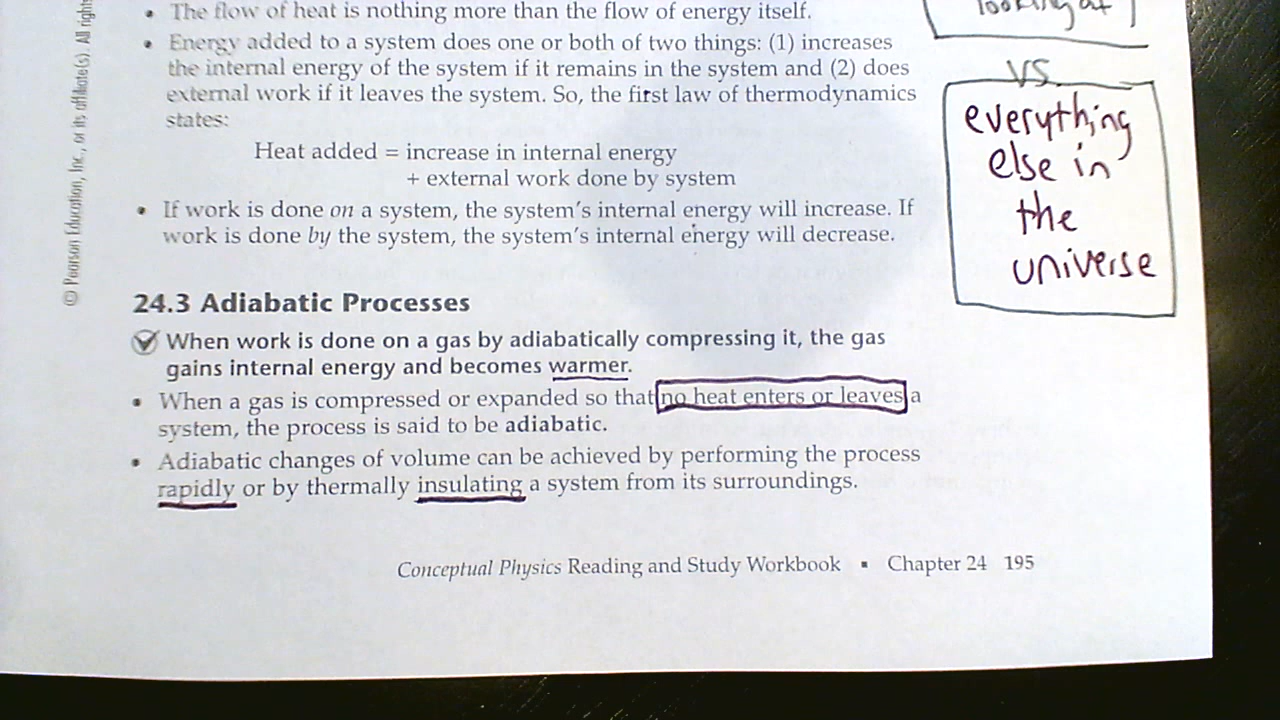 • The flow of heat is nothing more than the flow of energy itself.
looking at
• Energy added to a system does one or both of two things: (1) increases
the internal energy of the system if it remains in the system and (2) does
external work if it leaves the system. So, the first law of thermodynamics
states:
Heat added = increase in internal energy
+ external work done by system
• If work is done on a system, the system's internal energy will increase. If
work is done by the system, the system's internal energy will decrease.
vs
everything
else in
the
universe
24.3 Adiabatic Processes
When work is done on a gas by adiabatically compressing it, the gas
gains internal energy and becomes warmer.
• When a gas is compressed or expanded so that no heat enters or leaves a
system, the process is said to be adiabatic.
• Adiabatic changes of volume can be achieved by performing the process
rapidly or by thermally insulating a system from its surroundings.
Conceptual Physics Reading and Study Workbook ▪ Chapter 24 195
© Pearson Education, Inc., or its affiliate(s). All rights